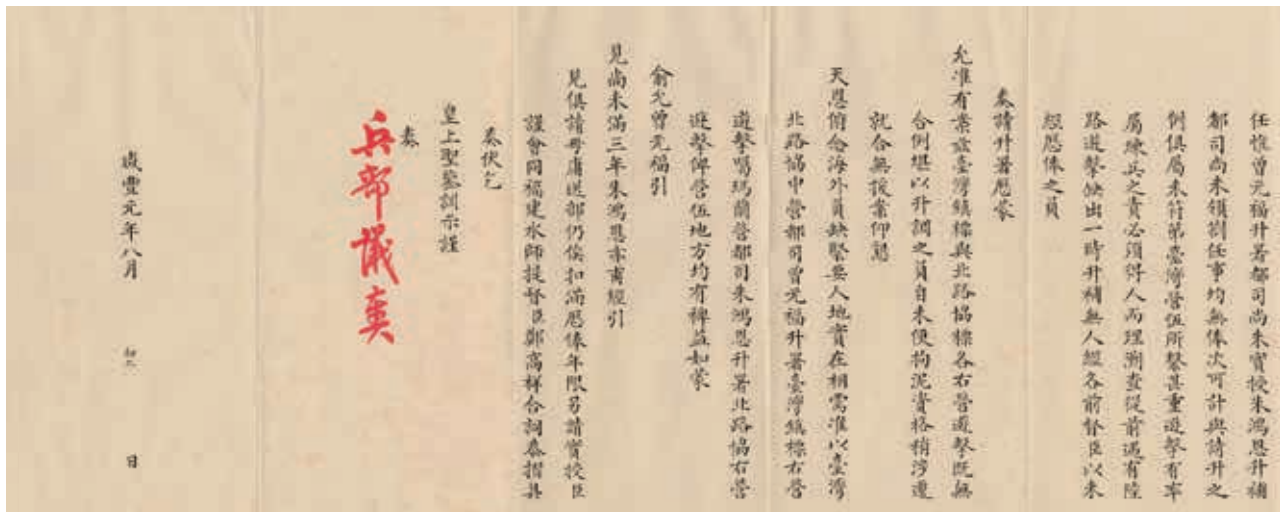 任惟曾元福升署都司尚未實授朱鴻恩升補
都司尚未領劄任事均無俸次可計與請升之
例俱屬未符第臺灣營伍所繫甚重遊擊有率
屬練兵之責必須得人而理溯查從前遇有陸
路遊擊缺出一時升補無人經各前督臣以未
經歷俸之員
奏請升署歷蒙
允准有案茲臺灣鎮標與北路協標各右營遊擊既無
合例堪以升調之員自未便拘泥資格稍涉遷
就合無援案仰懇
天恩俯念海外員缺緊要人地實在相需准以臺灣
北路協中營都司曾元福升署臺灣鎮標右營
遊擊噶瑪蘭營都司朱鴻恩升署北路協右營
遊擊俾營伍地方均有裨益如蒙
俞允曾元福引
見尚未滿三年朱鴻恩亦甫經引
見俱請毋庸送部仍俟扣滿歷俸年限另請實授臣
謹會同福建水師提督臣鄭高祥合詞恭摺具
奏伏乞
皇上聖鑒訓示謹
奏
兵部議奏
咸豐元年八月 初六 日